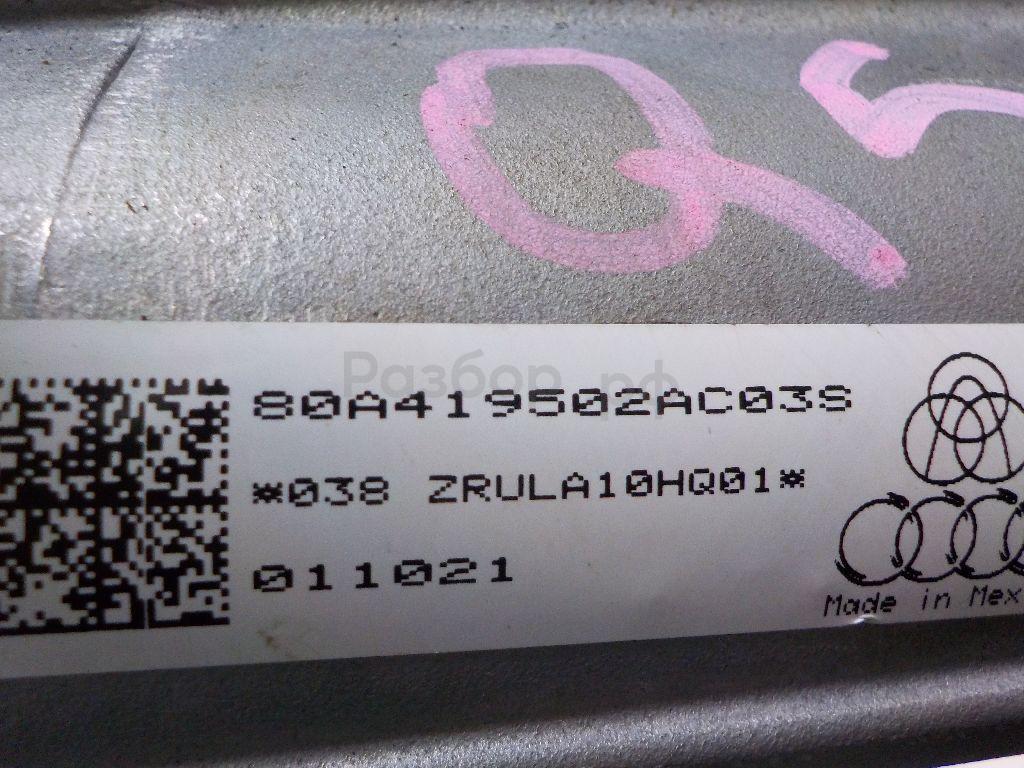 Q5
Разбор.рф
80A419502AC03S
*038 ZRULA10HQ01*
011021
Made in Mex